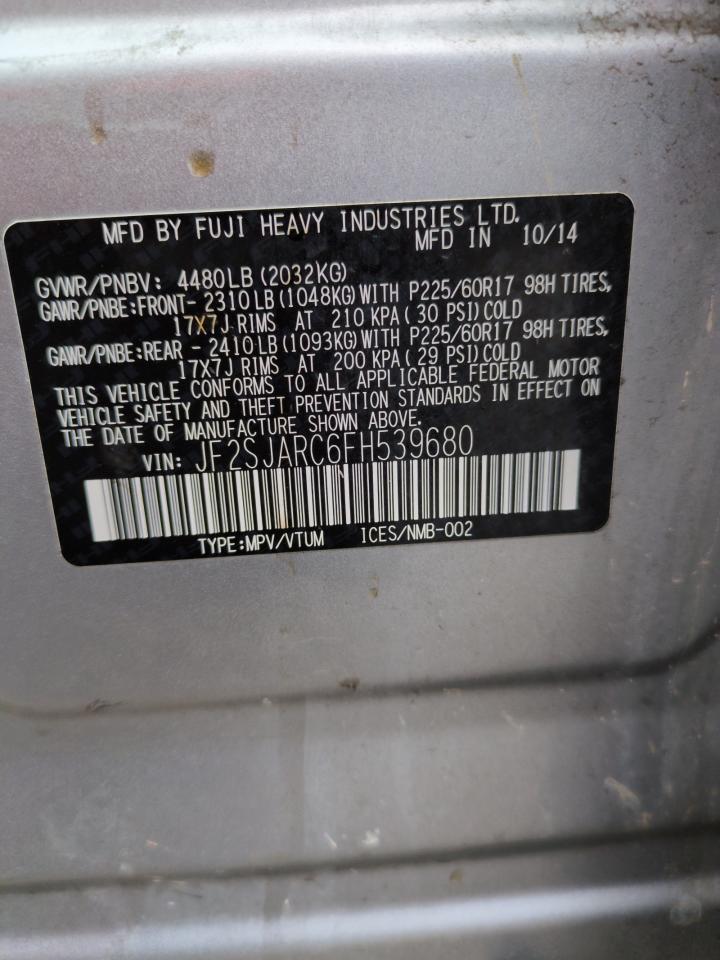 MFD BY FUJI HEAVY INDUSTRIES LTD.
MFD IN 10/14
GVWR/PNBV: 4480LB (2032KG)
GAWR/PNBE:FRONT- 2310LB (1048KG) WITH P225/60R17 98H TIRES,
17X7J RIMS AT 210 KPA (30 PSI) COLD
GAWR/PNBE:REAR - 2410LB (1093KG) WITH P225/60R17 98H TIRES,
17X7J RIMS AT 200 KPA (29 PSI) COLD
THIS VEHICLE CONFORMS TO ALL APPLICABLE FEDERAL MOTOR
VEHICLE SAFETY AND THEFT PREVENTION STANDARDS IN EFFECT ON
THE DATE OF MANUFACTURE SHOWN ABOVE.
VIN: JF2SJARC6FH539680
TYPE:MPV/VTUM ICES/NMB-002